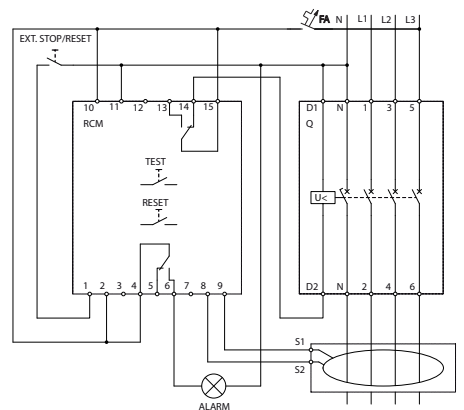 FA N L1 L2 L3
EXT. STOP/RESET
10 11 12 13 14 15
D1 N 1 3 5
RCM
Q
TEST
RESET
U<
1 2 3 4 5 6 7 8 9
D2 N 2 4 6
S1
S2
ALARM